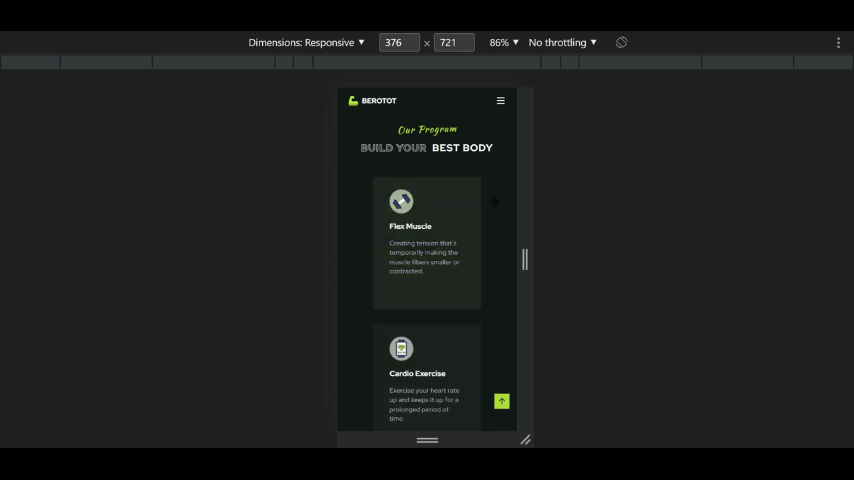 Dimensions: Responsive ▼ 376 × 721 86% ▼ No throttling ▼
BEROTOT
Our Program
BUILD YOUR BEST BODY
Flex Muscle
Creating tension that's
temporarily making the
muscle fibers smaller or
contracted.
Cardio Exercise
Exercise your heart rate
up and keeps it up for a
prolonged period of
time.